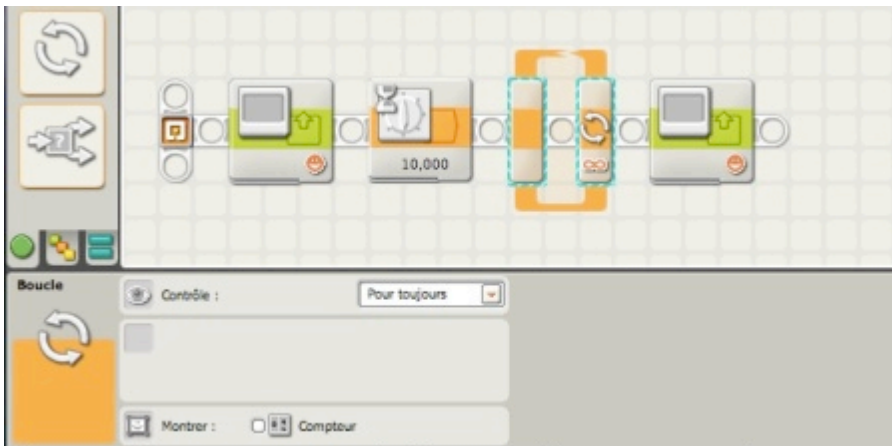 10,000
Boucle
Contrôle :
Pour toujours
Montrer :
Compteur